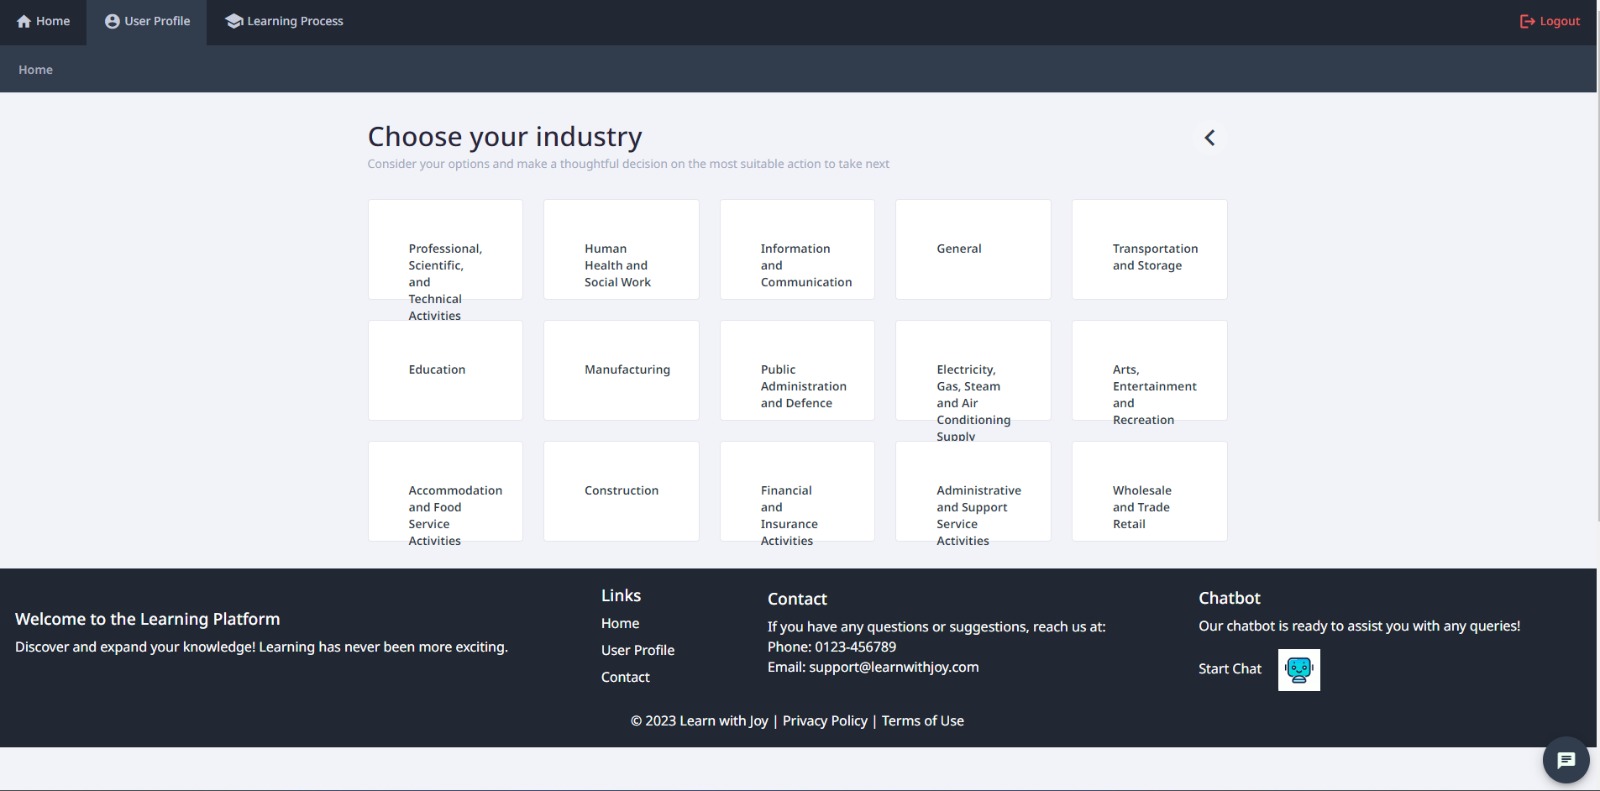 Home
User Profile
Learning Process
Logout
Home
Choose your industry
Consider your options and make a thoughtful decision on the most suitable action to take next
Professional,
Scientific,
and
Technical
Activities
Human
Health and
Social Work
Information
and
Communication
General
Transportation
and Storage
Education
Manufacturing
Public
Administration
and Defence
Electricity,
Gas, Steam
and Air
Conditioning
Supply
Arts,
Entertainment
and
Recreation
Accommodation
and Food
Service
Activities
Construction
Financial
and
Insurance
Activities
Administrative
and Support
Service
Activities
Wholesale
and Trade
Retail
Welcome to the Learning Platform
Discover and expand your knowledge! Learning has never been more exciting.
Links
Home
User Profile
Contact
Contact
If you have any questions or suggestions, reach us at:
Phone: 0123-456789
Email: support@learnwithjoy.com
Chatbot
Our chatbot is ready to assist you with any queries!
Start Chat
© 2023 Learn with Joy | Privacy Policy | Terms of Use